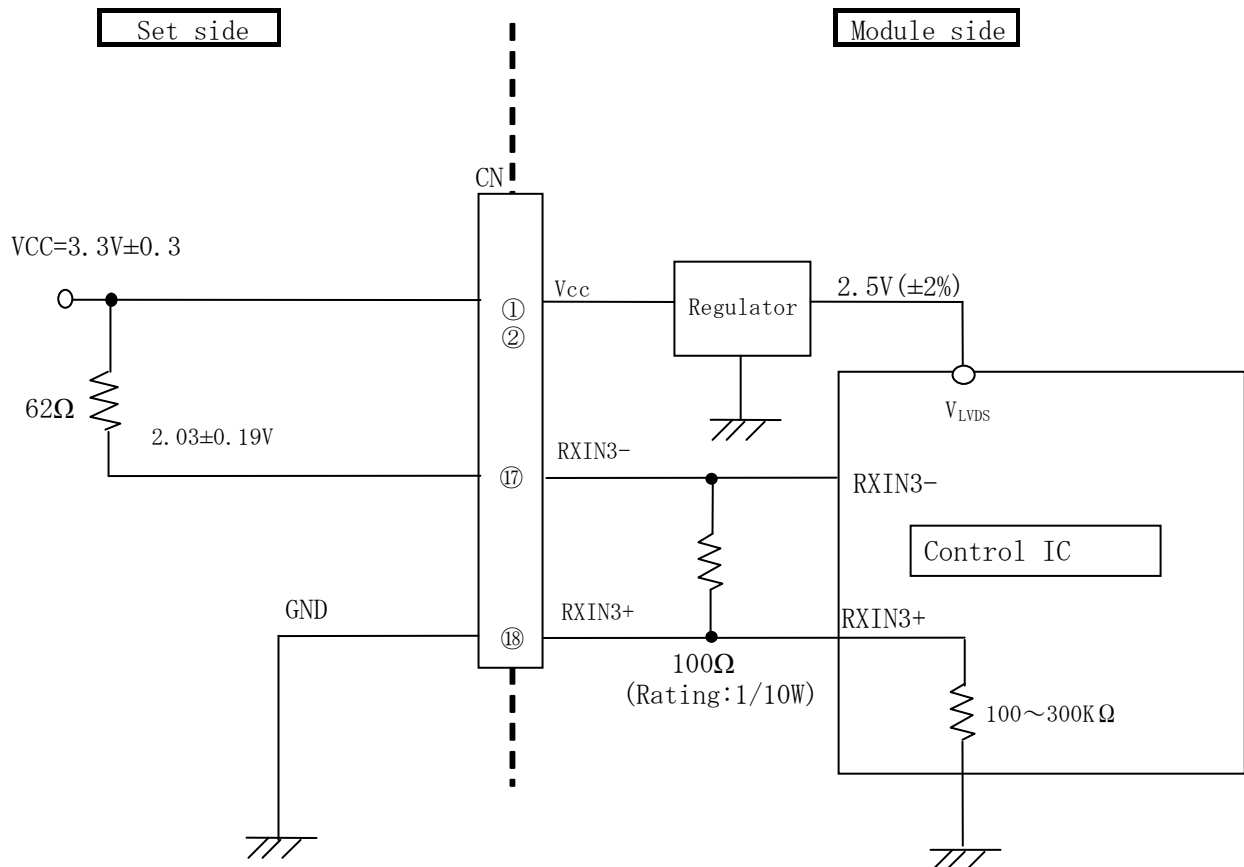 Set side
Module side
CN
VCC=3.3V±0.3
Vcc
Regulator
2.5V(±2%)
①
②
62Ω
2.03±0.19V
VLVDS
RXIN3-
⑰
RXIN3-
Control IC
GND
RXIN3+
⑱
RXIN3+
100Ω
(Rating:1/10W)
100～300KΩ